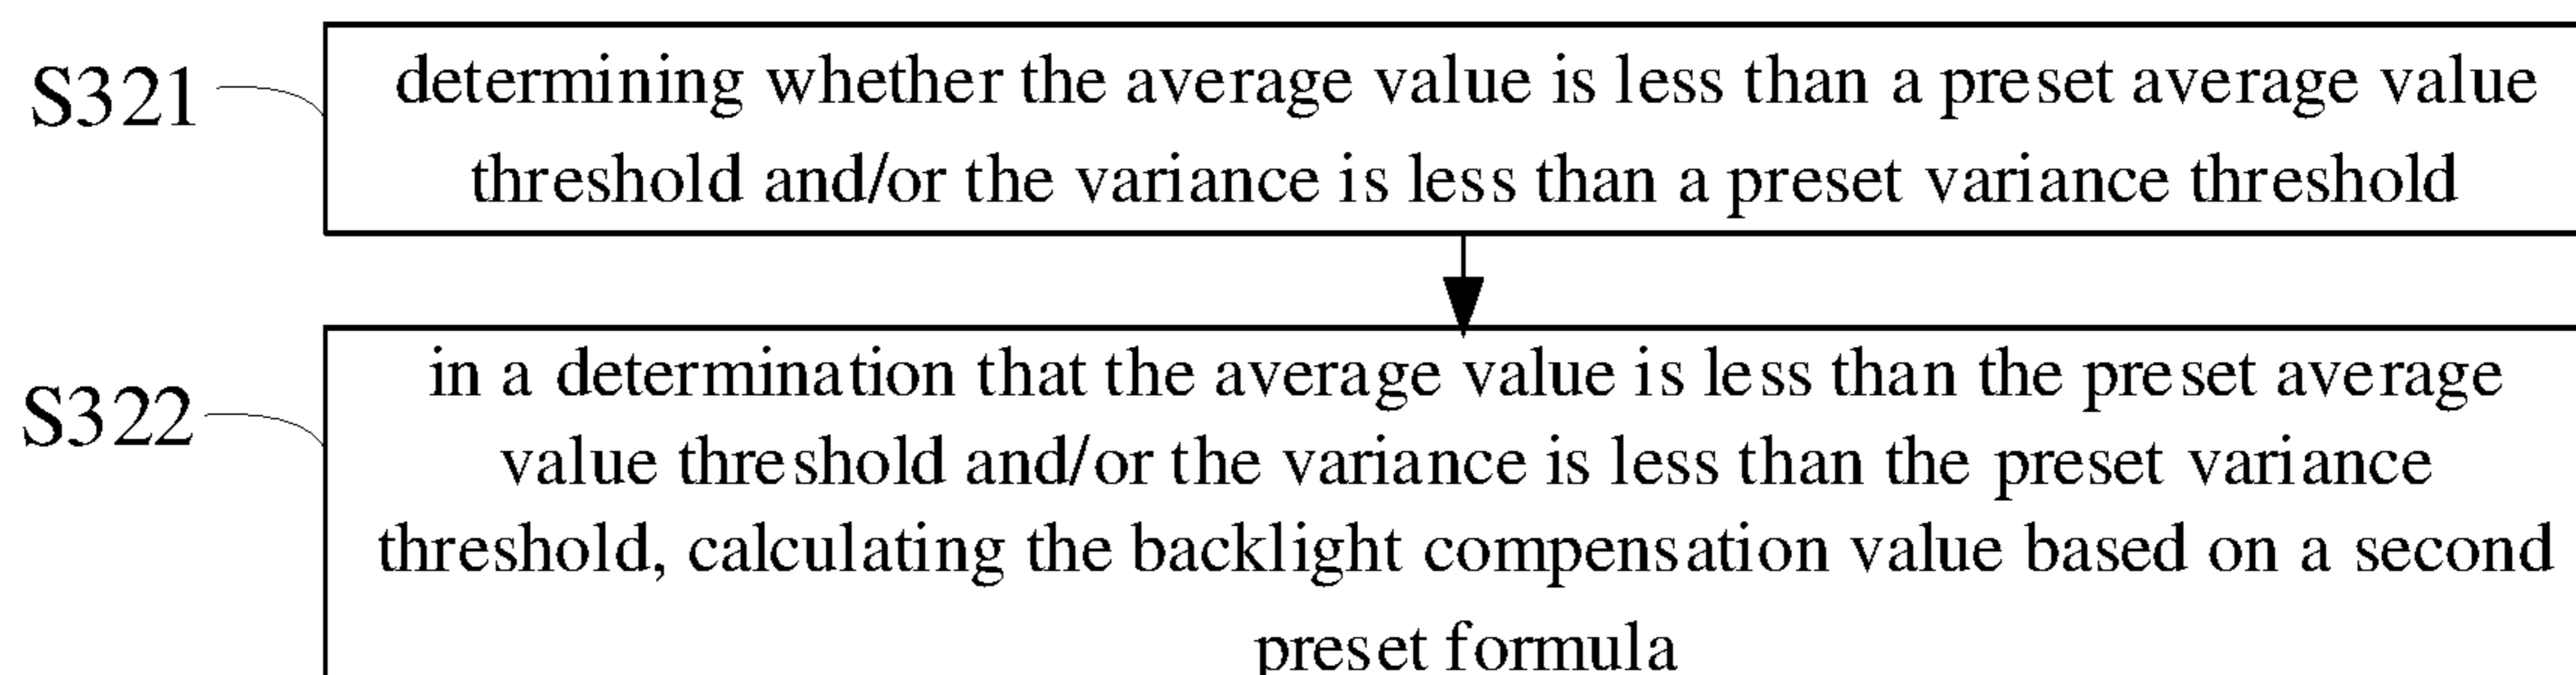 S321
determining whether the average value is less than a preset average value
threshold and/or the variance is less than a preset variance threshold
S322
in a determination that the average value is less than the preset average
value threshold and/or the variance is less than the preset variance
threshold, calculating the backlight compensation value based on a second
preset formula